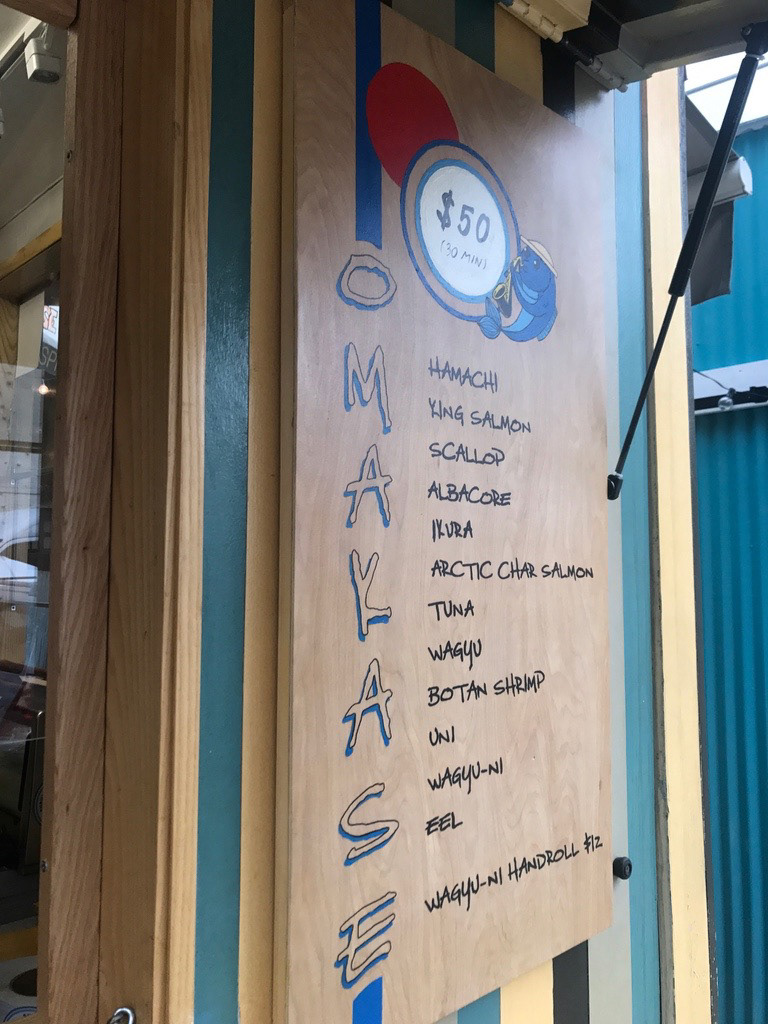 $50
(30 MIN)
OMAKASE
HAMACHI
KING SALMON
SCALLOP
ALBACORE
IKURA
ARCTIC CHAR SALMON
TUNA
WAGYU
BOTAN SHRIMP
UNI
WAGYU-NI
EEL
WAGYU-NI HANDROLL $12